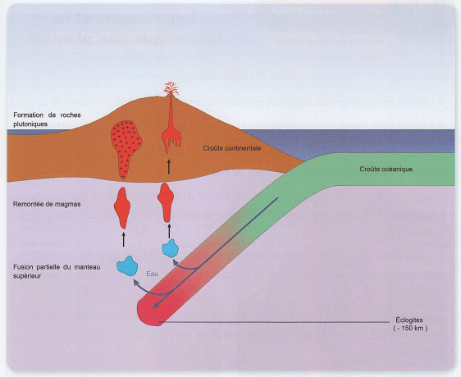 Formation de roches
plutoniques
Croûte continentale
Croûte océanique
Remontée de magmas
Fusion partielle du manteau
supérieur
Eau
Éclogites
( - 150 km )